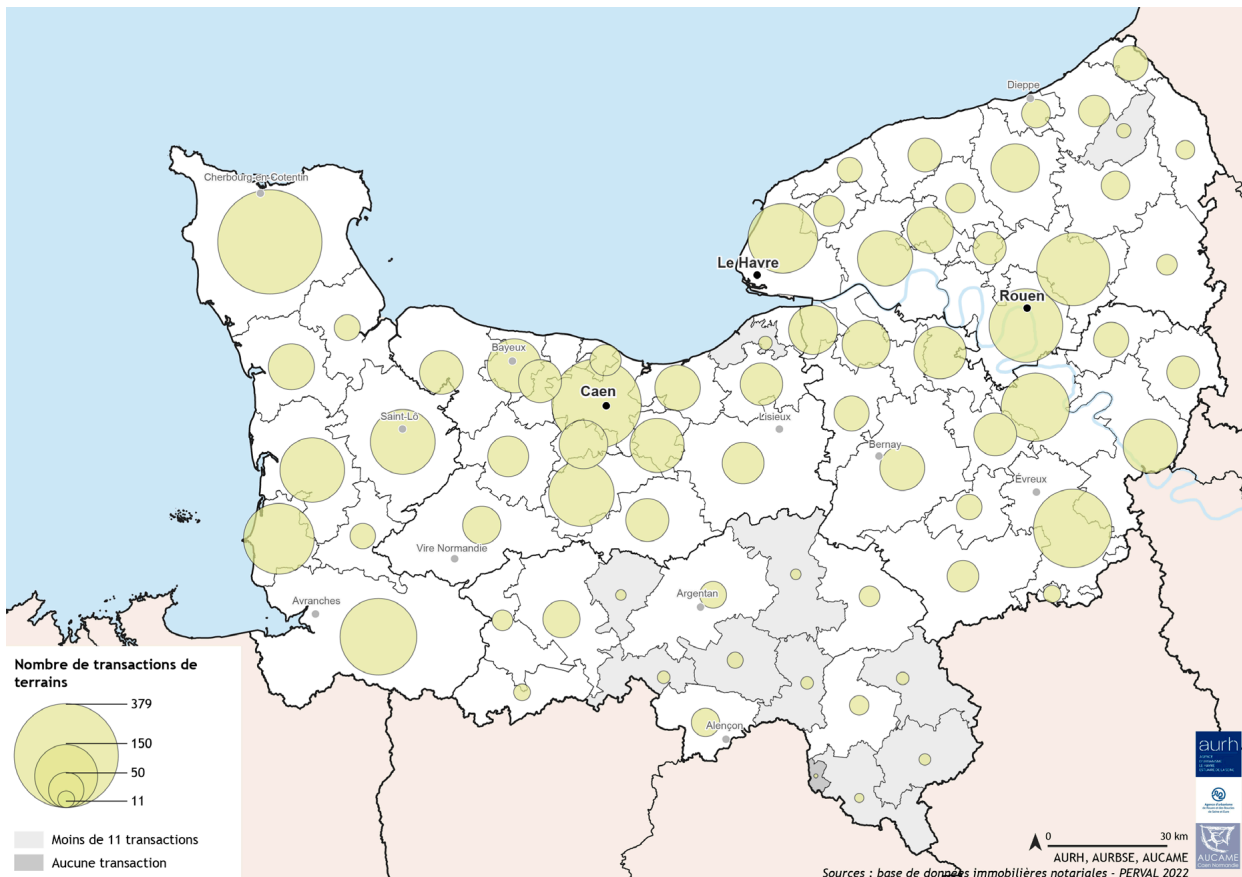 Dieppe
Cherbourg-en-Cotentin
Le Havre
Rouen
Bayeux
Caen
Saint-Lô
Lisieux
Bernay
Évreux
Vire Normandie
Argentan
Avranches
Alençon
Nombre de transactions de
terrains
379
150
50
11
Moins de 11 transactions
Aucune transaction
aurh
AUCAME
Caen Normandie
0 30 km
AURH, AURBSE, AUCAME
Sources : base de données immobilières notariales - PERVAL 2022